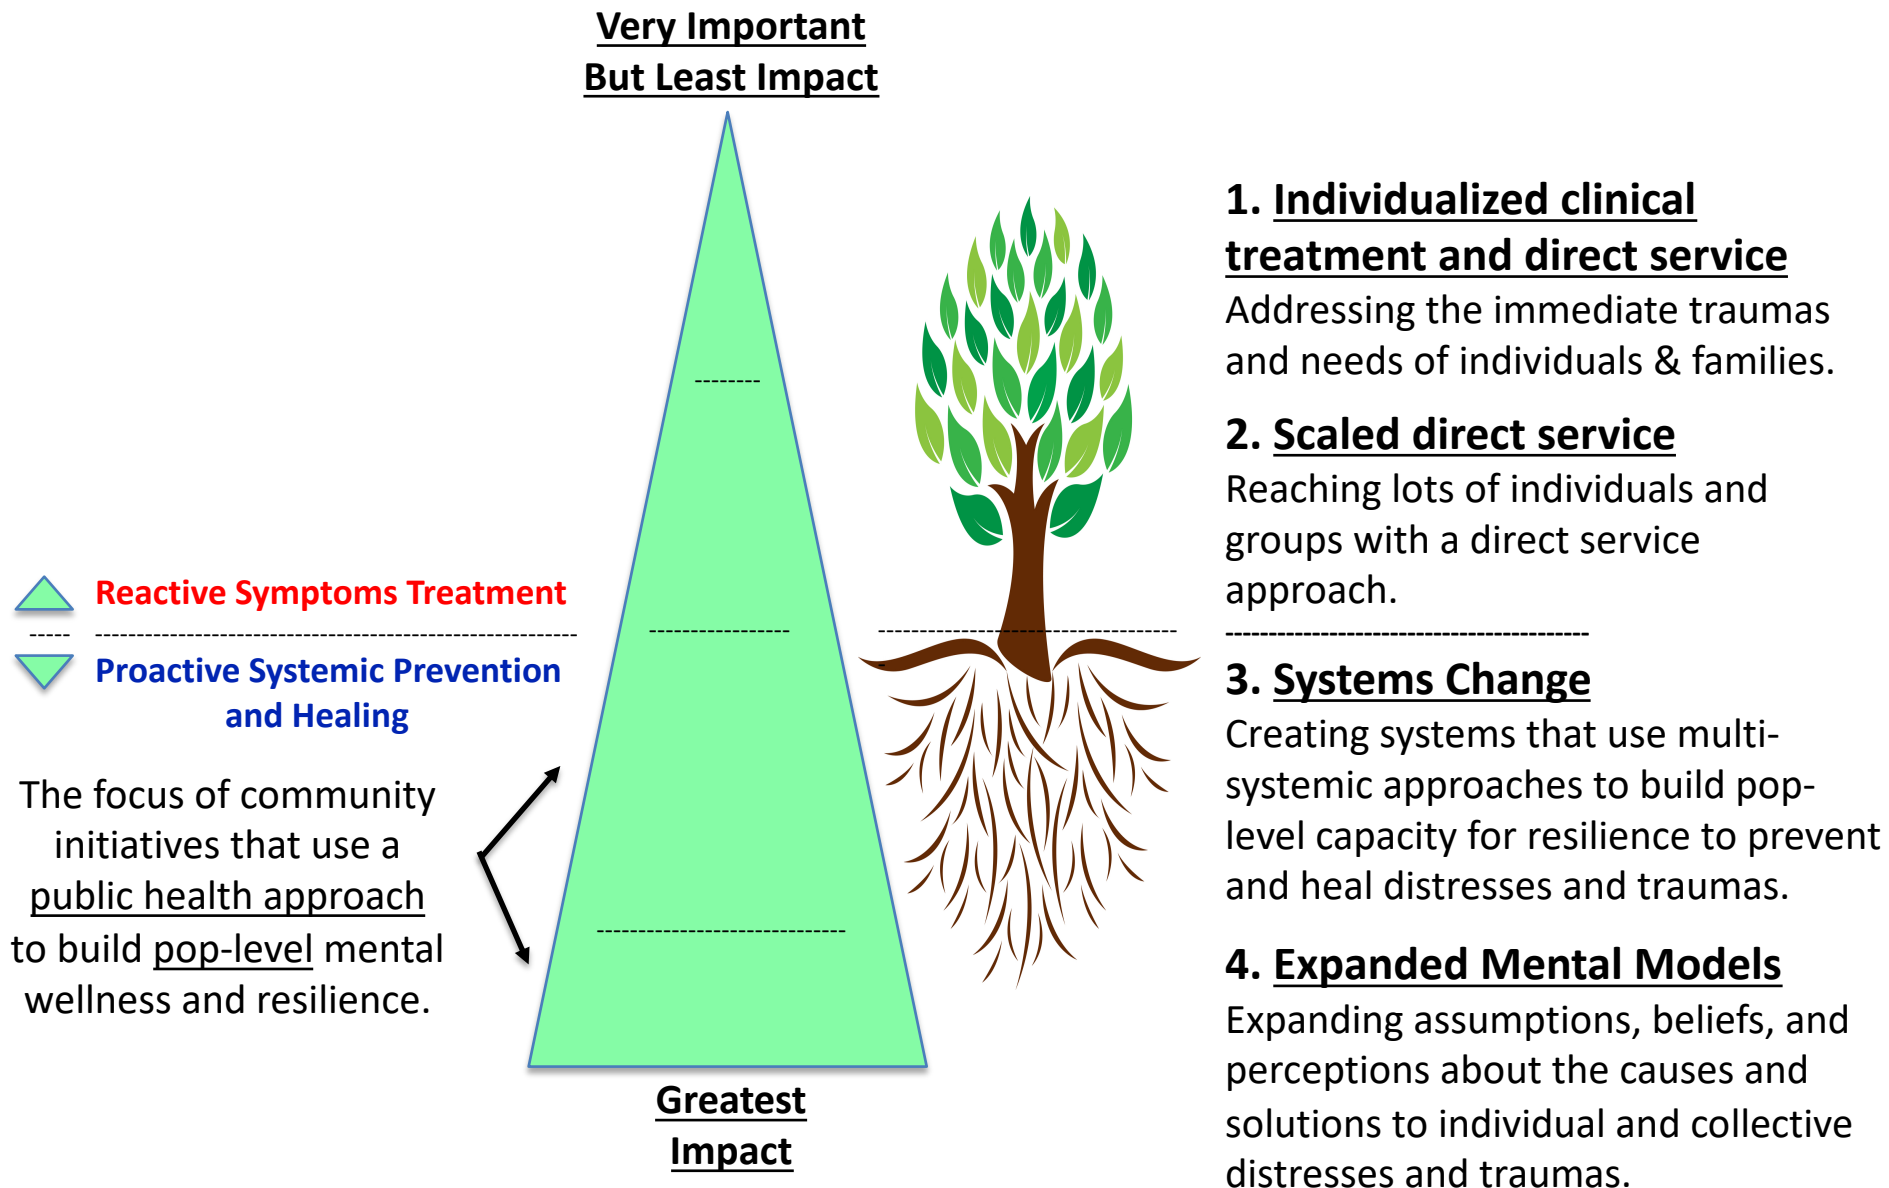 Very Important
But Least Impact
Reactive Symptoms Treatment
Proactive Systemic Prevention
and Healing
The focus of community
initiatives that use a
public health approach
to build pop-level mental
wellness and resilience.
Greatest
Impact
1. Individualized clinical
treatment and direct service
Addressing the immediate traumas
and needs of individuals & families.
2. Scaled direct service
Reaching lots of individuals and
groups with a direct service
approach.
3. Systems Change
Creating systems that use multi-
systemic approaches to build pop-
level capacity for resilience to prevent
and heal distresses and traumas.
4. Expanded Mental Models
Expanding assumptions, beliefs, and
perceptions about the causes and
solutions to individual and collective
distresses and traumas.